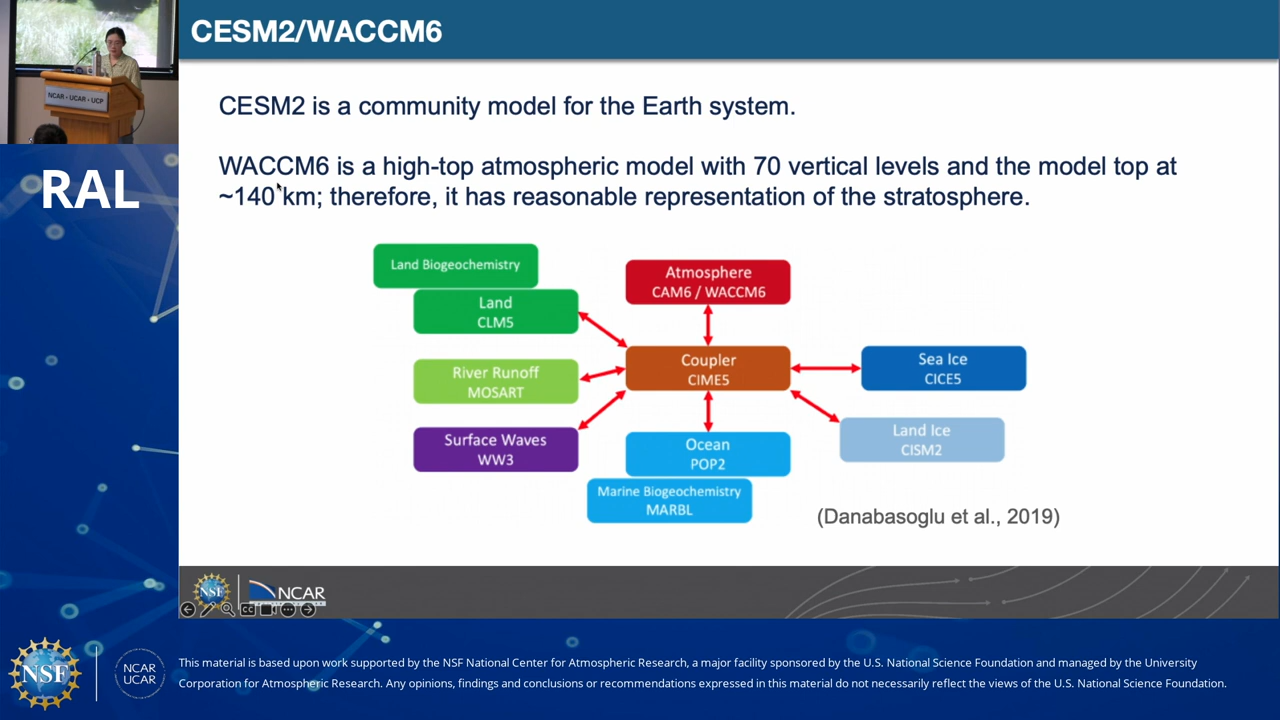 CESM2/WACCM6
NCAR • UCAR • UCP
RAL
CESM2 is a community model for the Earth system.
WACCM6 is a high-top atmospheric model with 70 vertical levels and the model top at
~140 km; therefore, it has reasonable representation of the stratosphere.
Land Biogeochemistry
Land
CLM5
Atmosphere
CAM6 / WACCM6
River Runoff
MOSART
Coupler
CIME5
Sea Ice
CICE5
Surface Waves
WW3
Ocean
POP2
Land Ice
CISM2
Marine Biogeochemistry
MARBL
(Danabasoglu et al., 2019)
NSF
NCAR
CC
NSF
NCAR
UCAR
This material is based upon work supported by the NSF National Center for Atmospheric Research, a major facility sponsored by the U.S. National Science Foundation and managed by the University
Corporation for Atmospheric Research. Any opinions, findings and conclusions or recommendations expressed in this material do not necessarily reflect the views of the U.S. National Science Foundation.